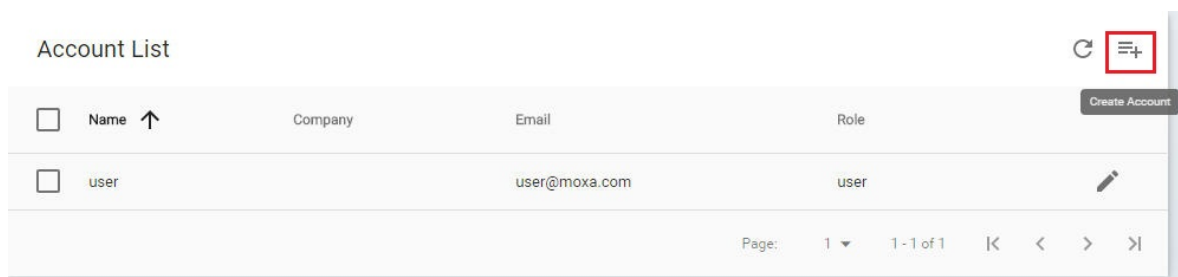 Account List
Create Account
Name Company Email Role
user user@moxa.com user
Page: 1 1 - 1 of 1